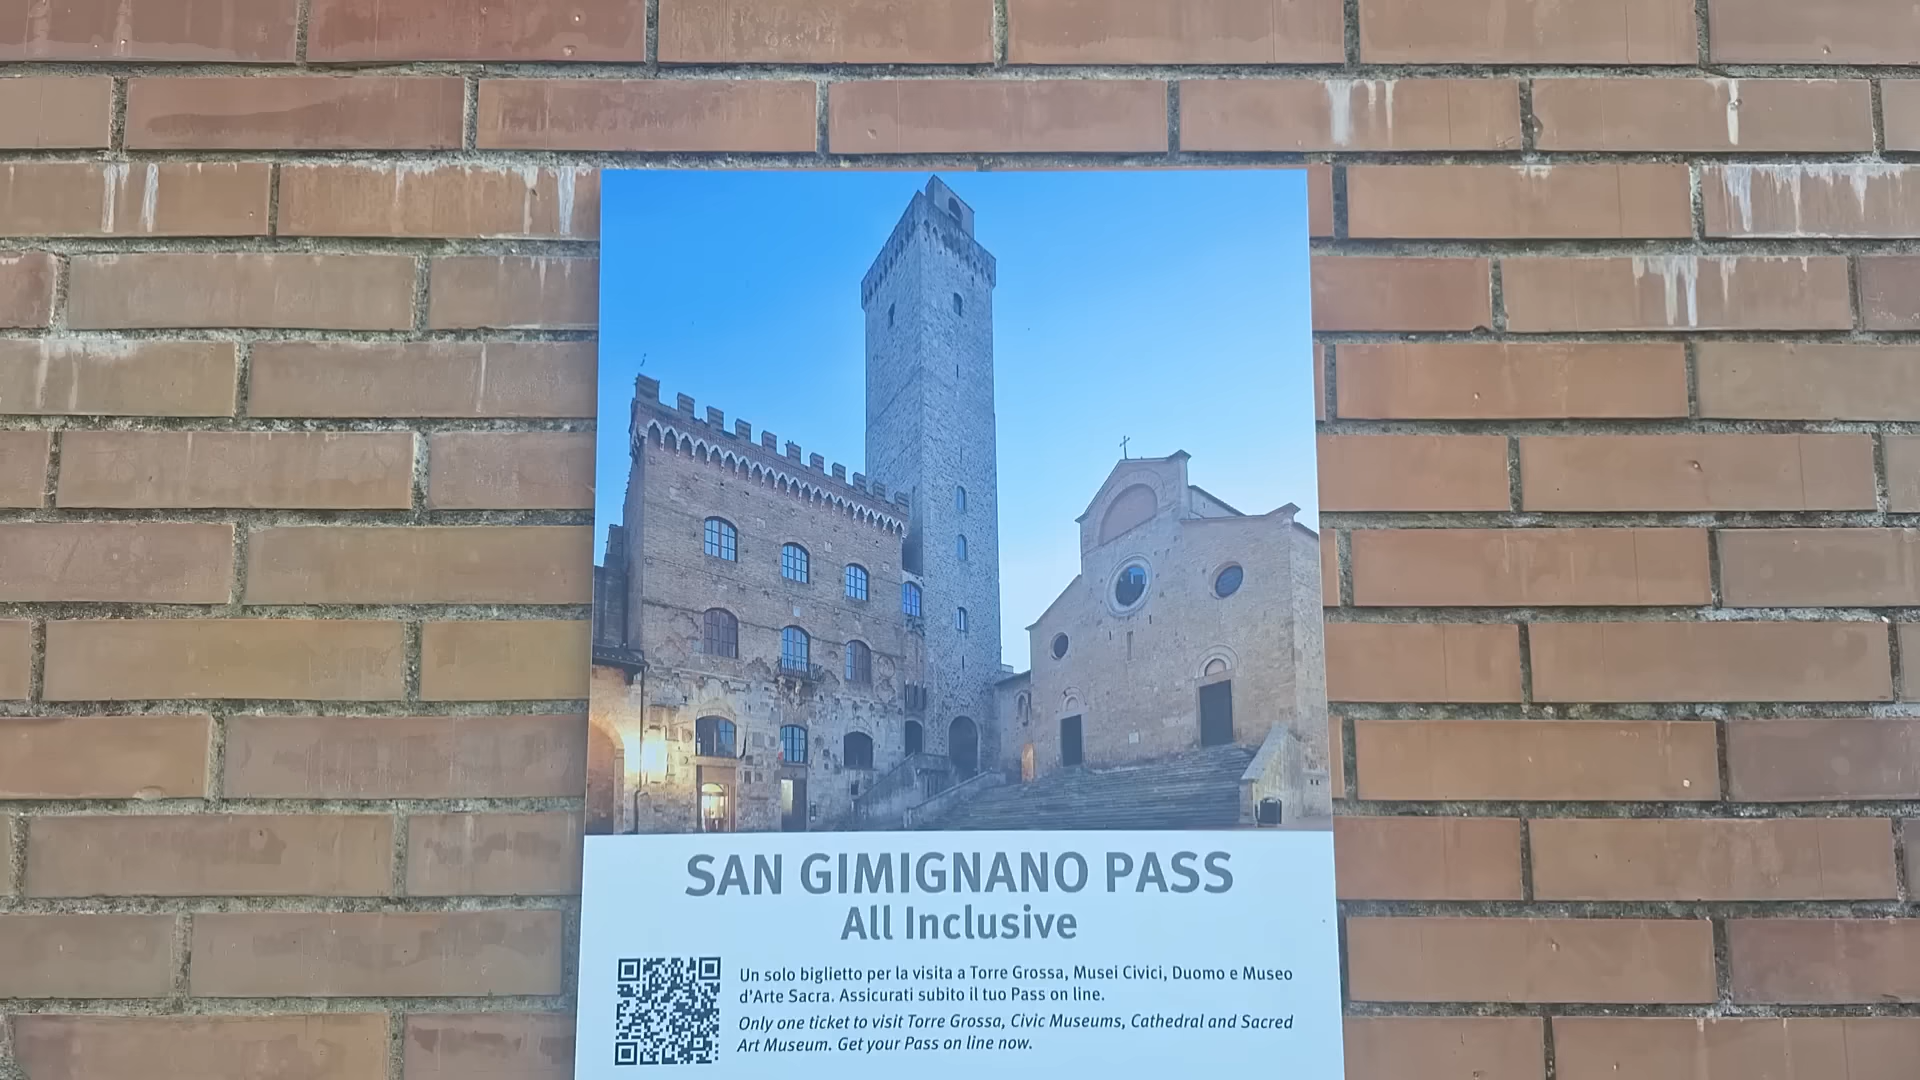 SAN GIMIGNANO PASS
All Inclusive
Un solo biglietto per la visita a Torre Grossa, Musei Civici, Duomo e Museo
d'Arte Sacra. Assicurati subito il tuo Pass on line.
Only one ticket to visit Torre Grossa, Civic Museums, Cathedral and Sacred
Art Museum. Get your Pass on line now.